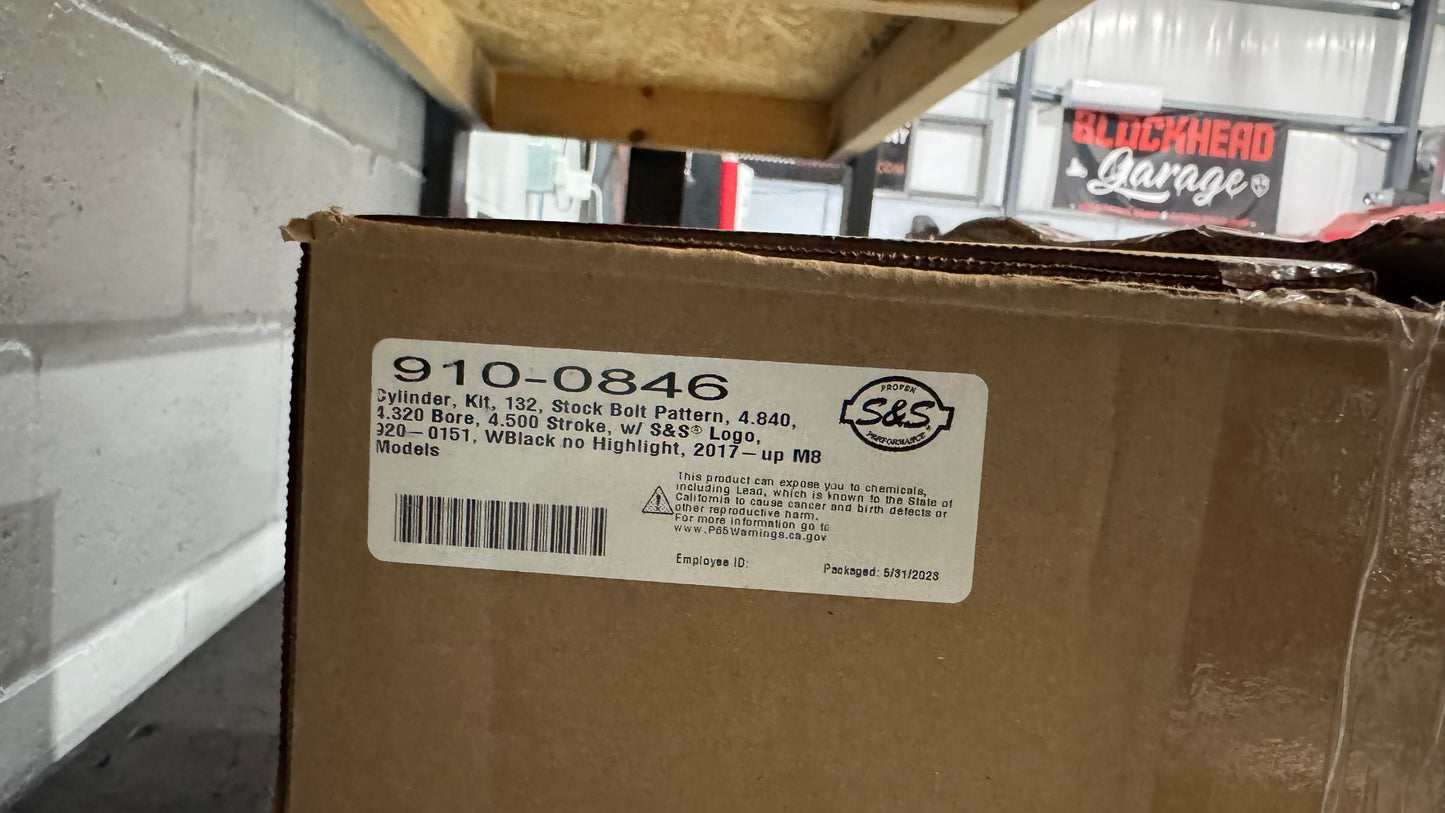 BLOCKHEAD
Garage
910-0846
Cylinder, Kit, 132, Stock Bolt Pattern, 4.840,
4.320 Bore, 4.500 Stroke, w/ S&S® Logo,
920-0151, WBlack no Highlight, 2017-up M8
Models
PROVEN
S&S
PERFORMANCE
This product can expose you to chemicals,
including Lead, which is known to the State of
California to cause cancer and birth defects or
other reproductive harm.
For more information go to
www.P65Warnings.ca.gov
Employee ID:
Packaged: 5/31/2023